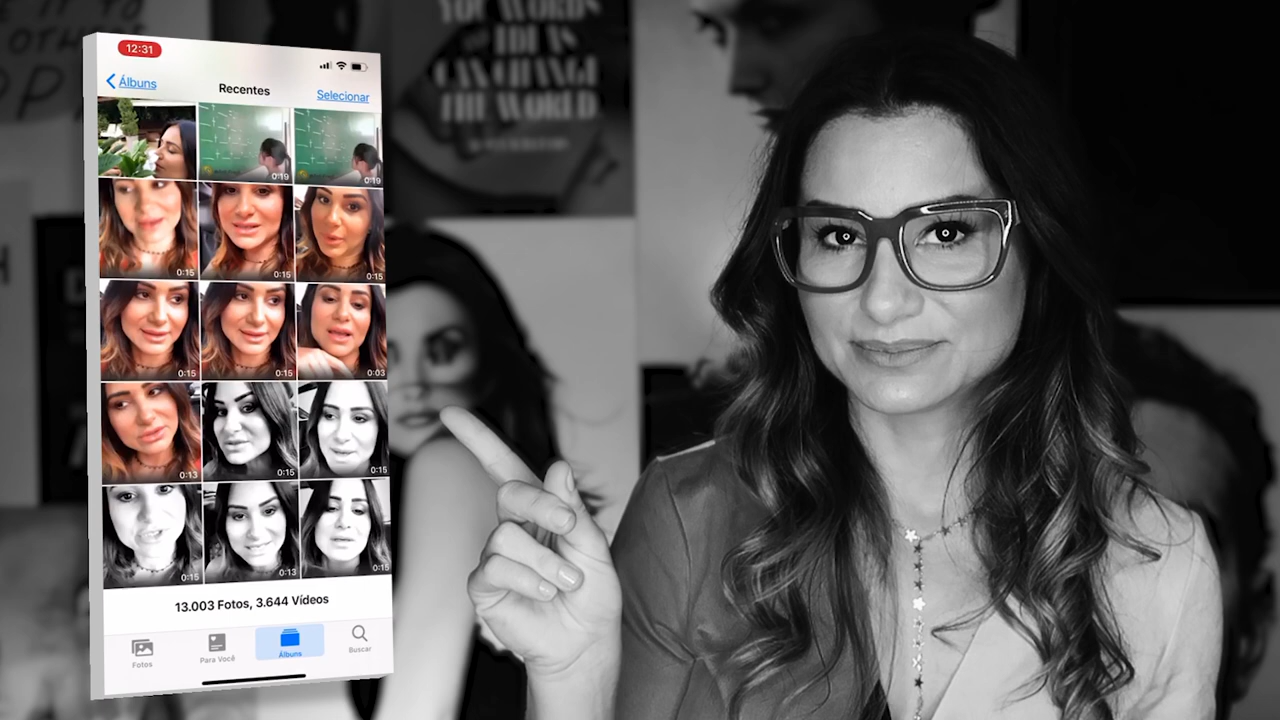 12:31
Álbuns
Recentes
Selecionar
0:19
0:19
0:15
0:15
0:15
0:15
0:15
0:03
0:13
0:15
0:15
0:15
0:13
0:15
13.003 Fotos, 3.644 Vídeos
Fotos
Para Você
Álbuns
Buscar
YOU WORDS
IDEAS
CAN CHANGE
THE WORLD